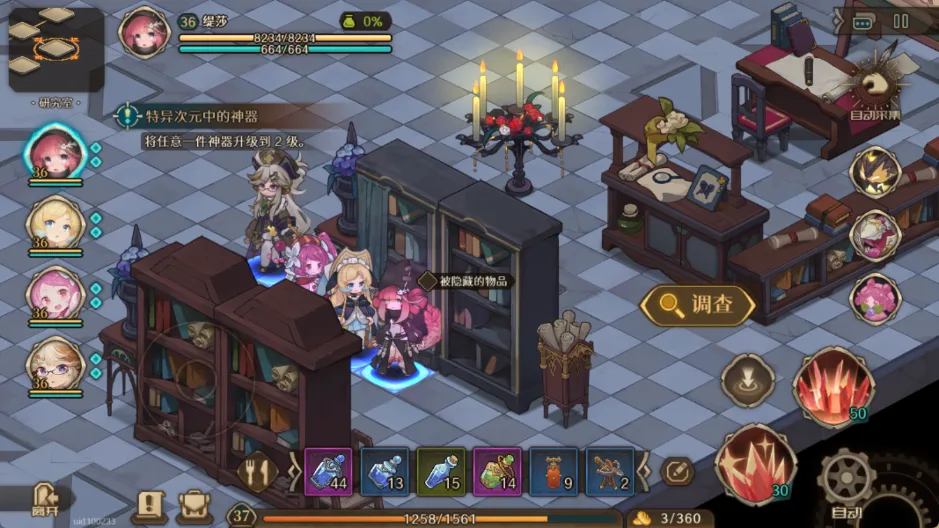 36 缇莎
0%
8234/8234
664/664
·研究室·
特异次元中的神器
将任意一件神器升级到 2 级。
自动采集
36
36
36
36
被隐藏的物品
调查
50
30
44
13
15
14
9
2
离开
uid100233
37
1258/1561
3/360
自动